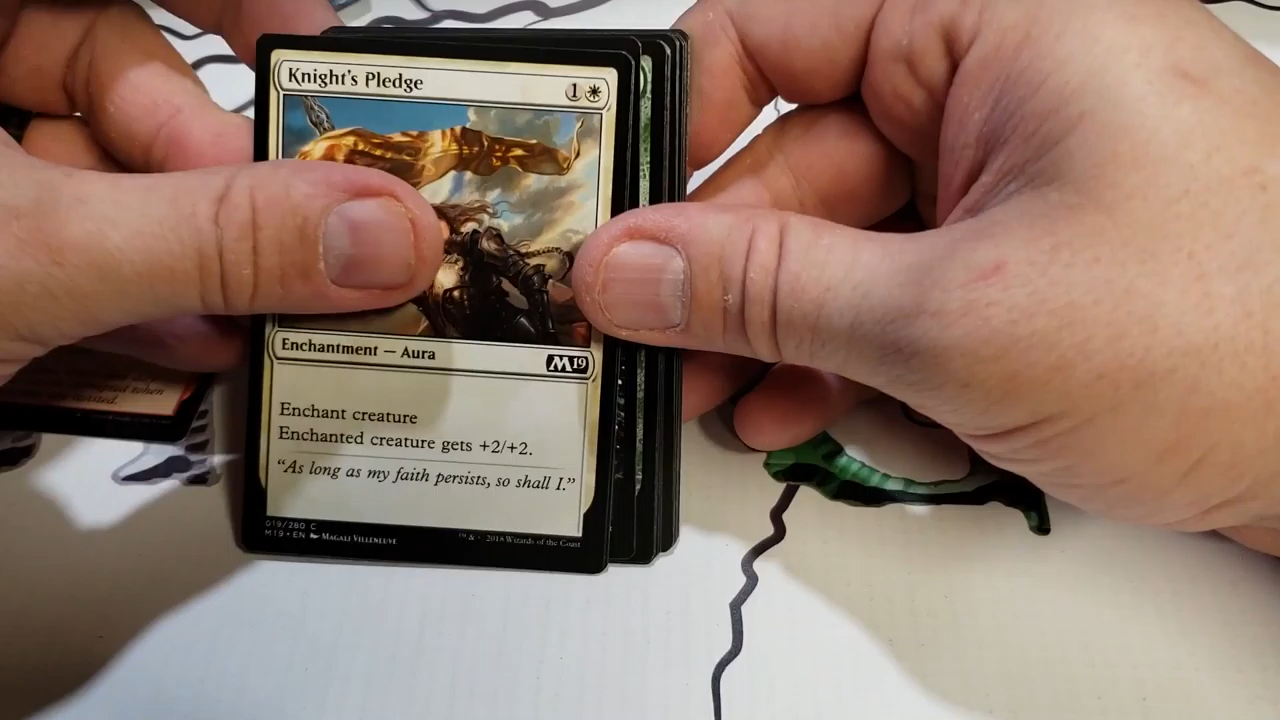 Knight's Pledge 1
Enchantment — Aura M19
Enchant creature
Enchanted creature gets +2/+2.
“As long as my faith persists, so shall I.”
019/280 C
M19 • EN Magali Villeneuve ™ & © 2018 Wizards of the Coast
when